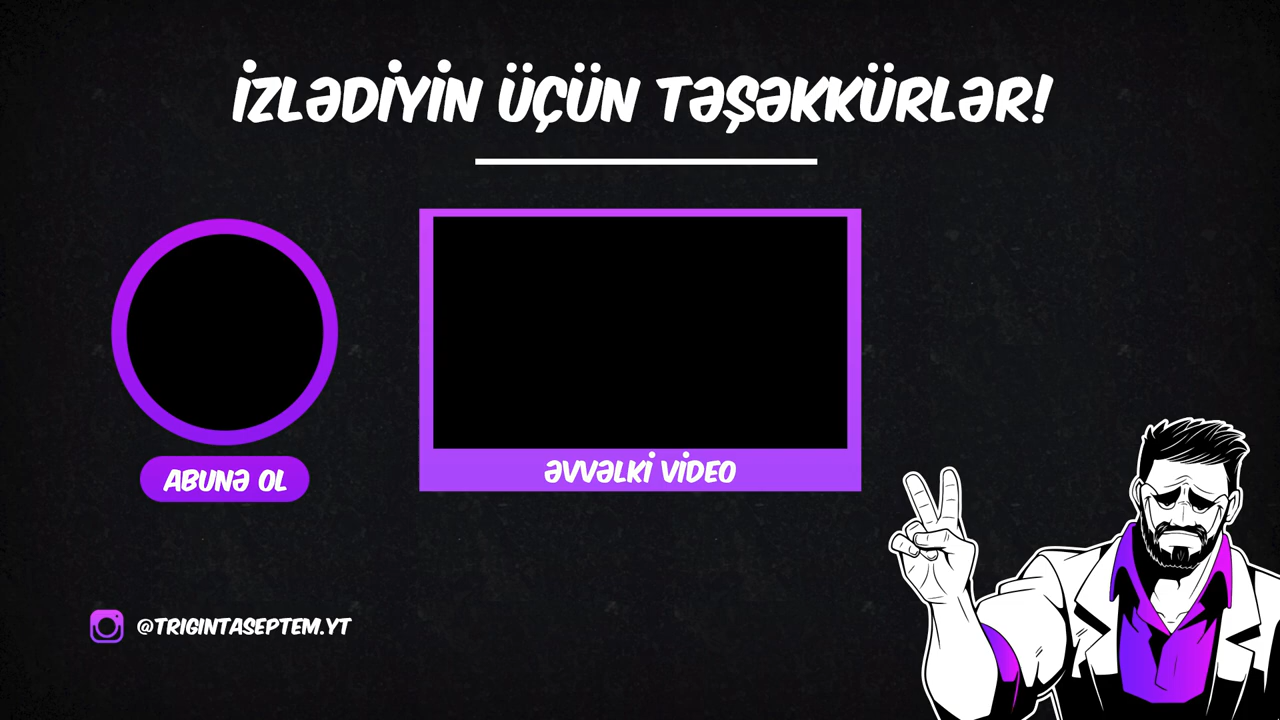 İZLƏDİYİN ÜÇÜN TƏŞƏKKÜRLƏR!
ƏVVƏLKİ VİDEO
ABUNƏ OL
@TRIGINTASEPTEM.YT